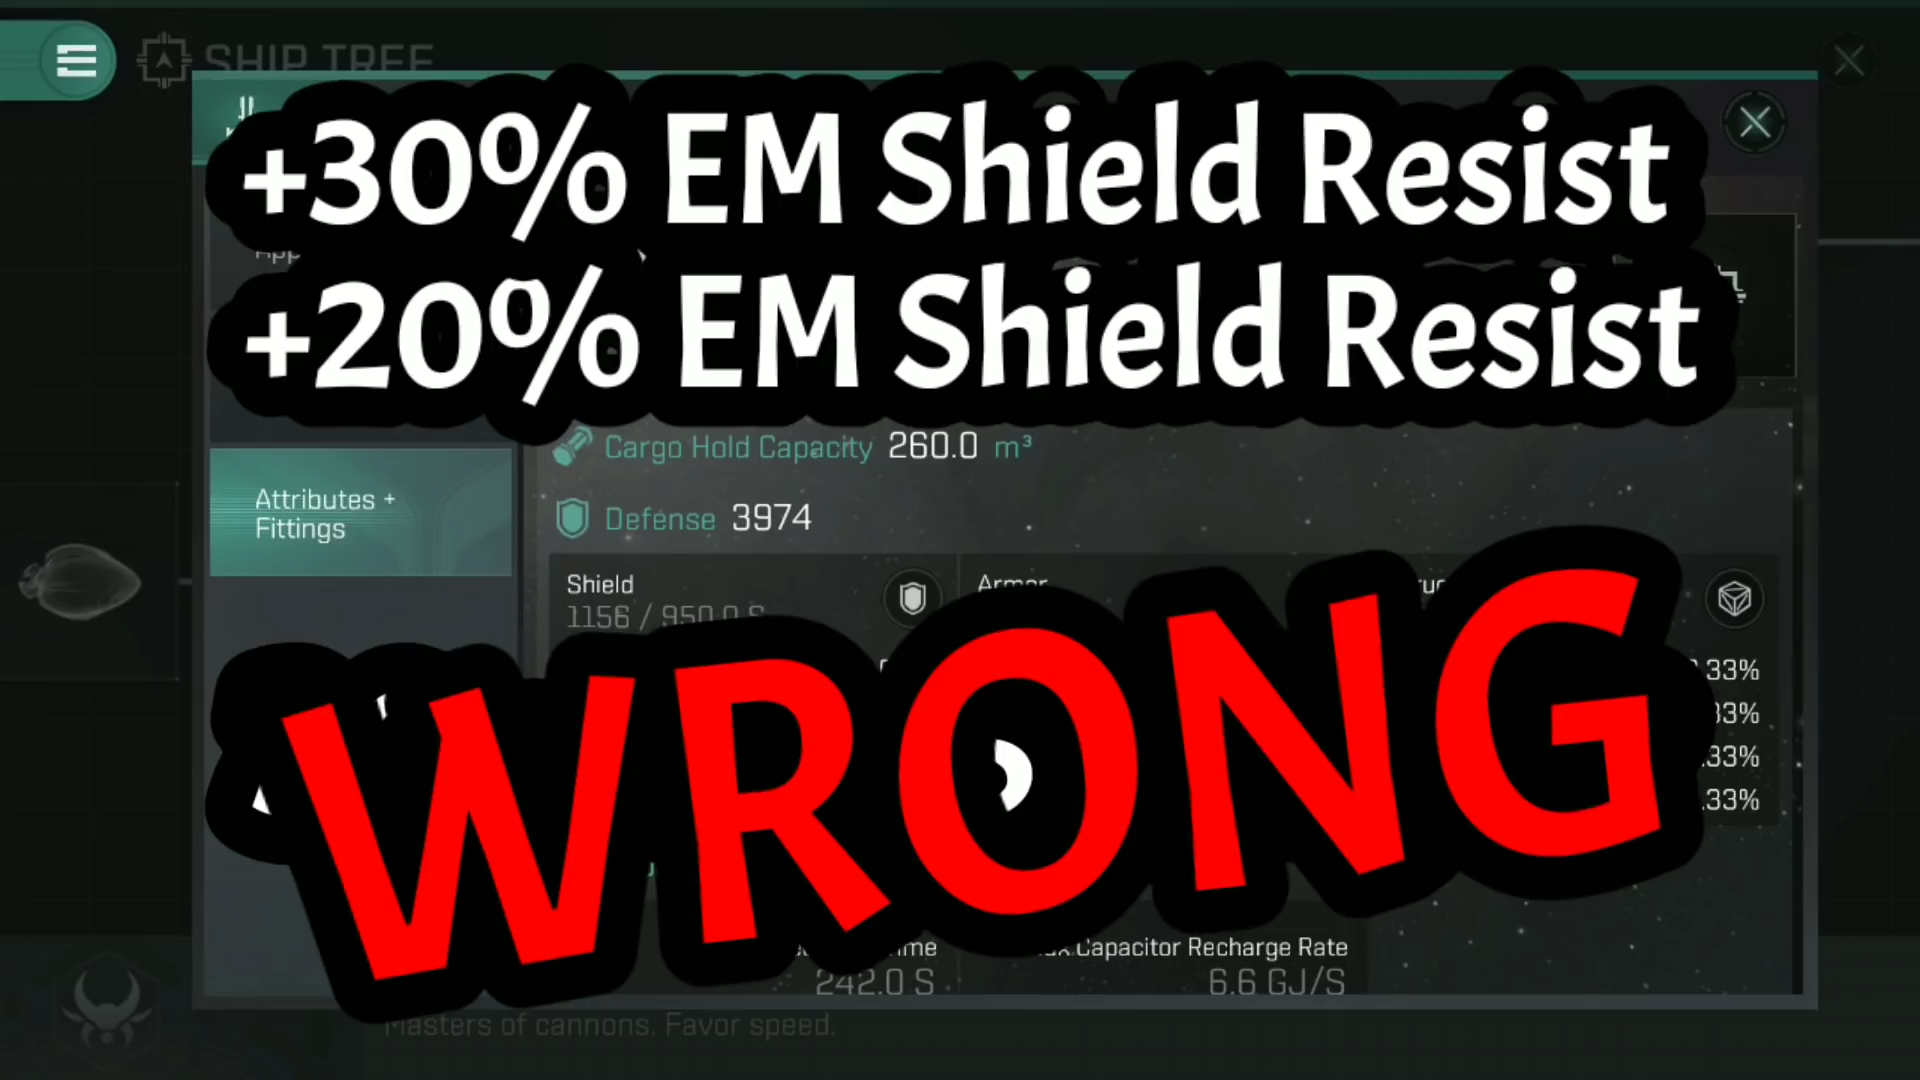 SHIP TREE
+30% EM Shield Resist
+20% EM Shield Resist
Cargo Hold Capacity 260.0 m³
Attributes +
Fittings
Defense 3974
Shield
1156 / 950.0 S
Armor
WRONG
.33%
33%
.33%
.33%
Capacitor Recharge Rate
242.0 S
6.6 GJ/S
Masters of cannons. Favor speed.